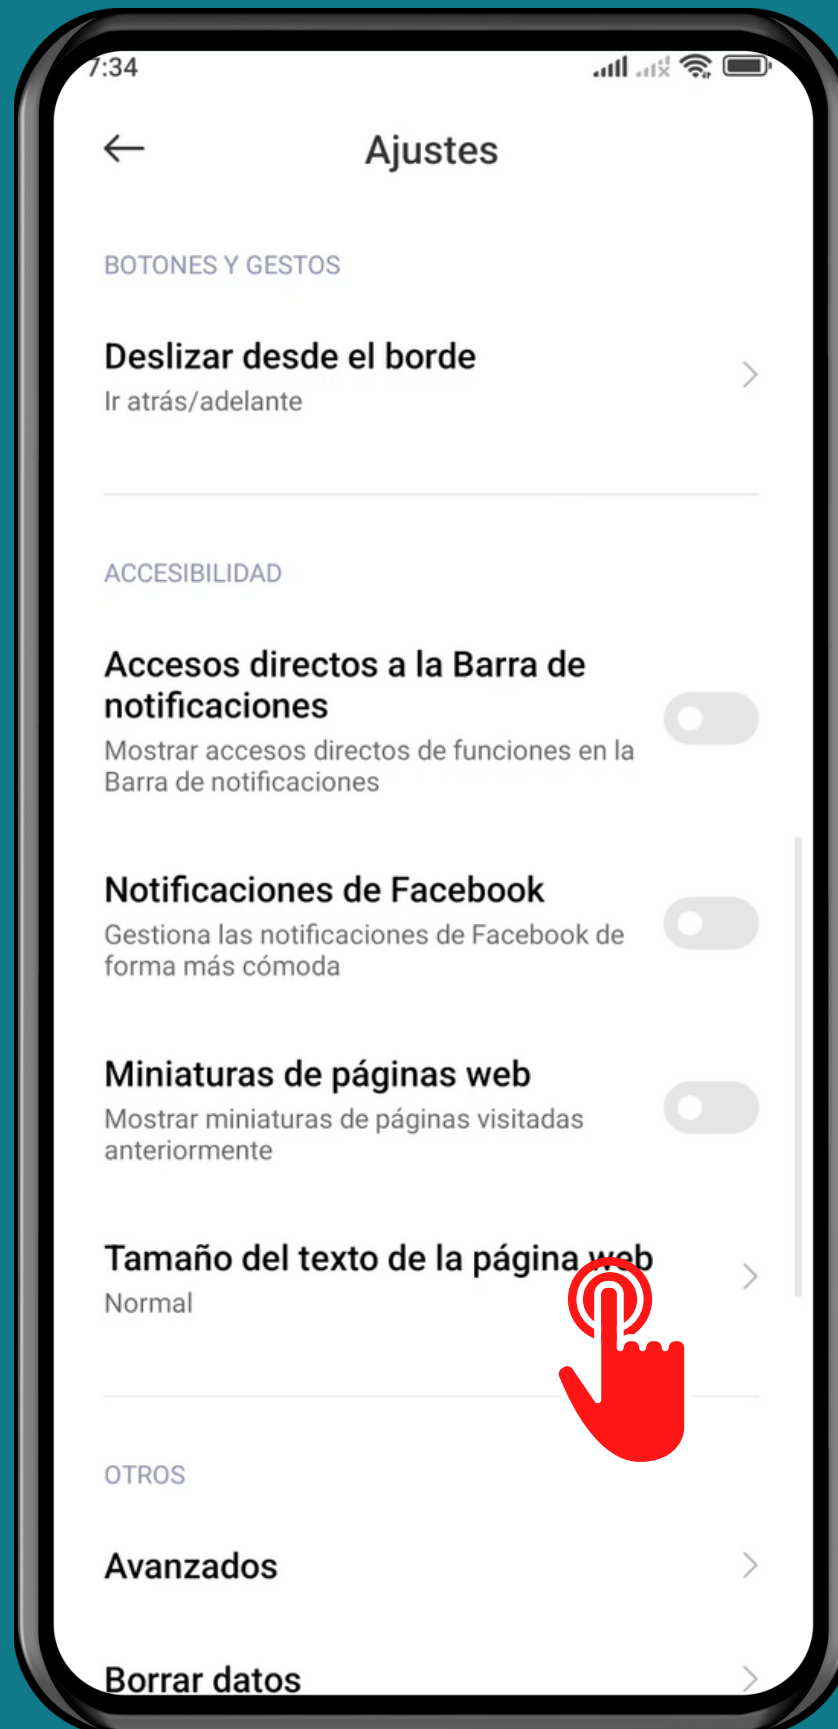 7:34
Ajustes
BOTONES Y GESTOS
Deslizar desde el borde
Ir atrás/adelante
ACCESIBILIDAD
Accesos directos a la Barra de
notificaciones
Mostrar accesos directos de funciones en la
Barra de notificaciones
Notificaciones de Facebook
Gestiona las notificaciones de Facebook de
forma más cómoda
Miniaturas de páginas web
Mostrar miniaturas de páginas visitadas
anteriormente
Tamaño del texto de la página web
Normal
OTROS
Avanzados
Borrar datos